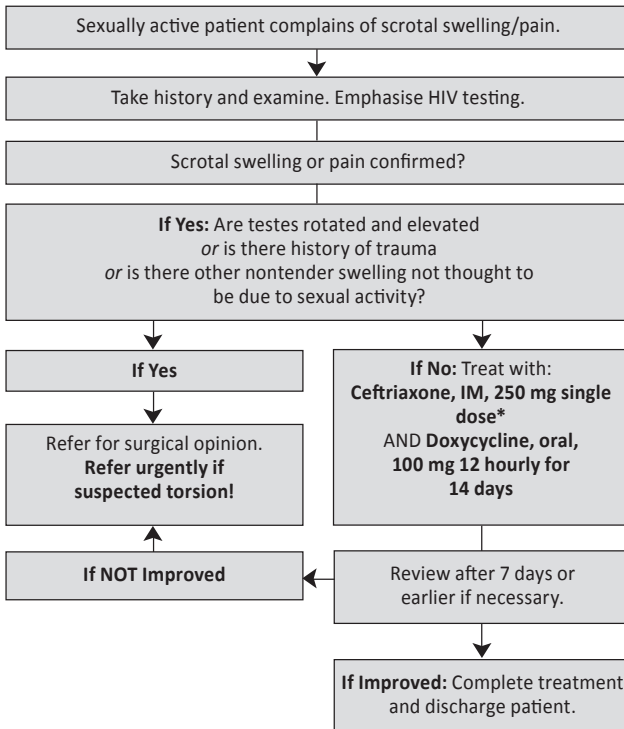 Sexually active patient complains of scrotal swelling/pain.
Take history and examine. Emphasise HIV testing.
Scrotal swelling or pain confirmed?
If Yes: Are testes rotated and elevated
or is there history of trauma
or is there other nontender swelling not thought to
be due to sexual activity?
If Yes
Refer for surgical opinion.
Refer urgently if
suspected torsion!
If No: Treat with:
Ceftriaxone, IM, 250 mg single
dose*
AND Doxycycline, oral,
100 mg 12 hourly for
14 days
If NOT Improved
Review after 7 days or
earlier if necessary.
If Improved: Complete treatment
and discharge patient.